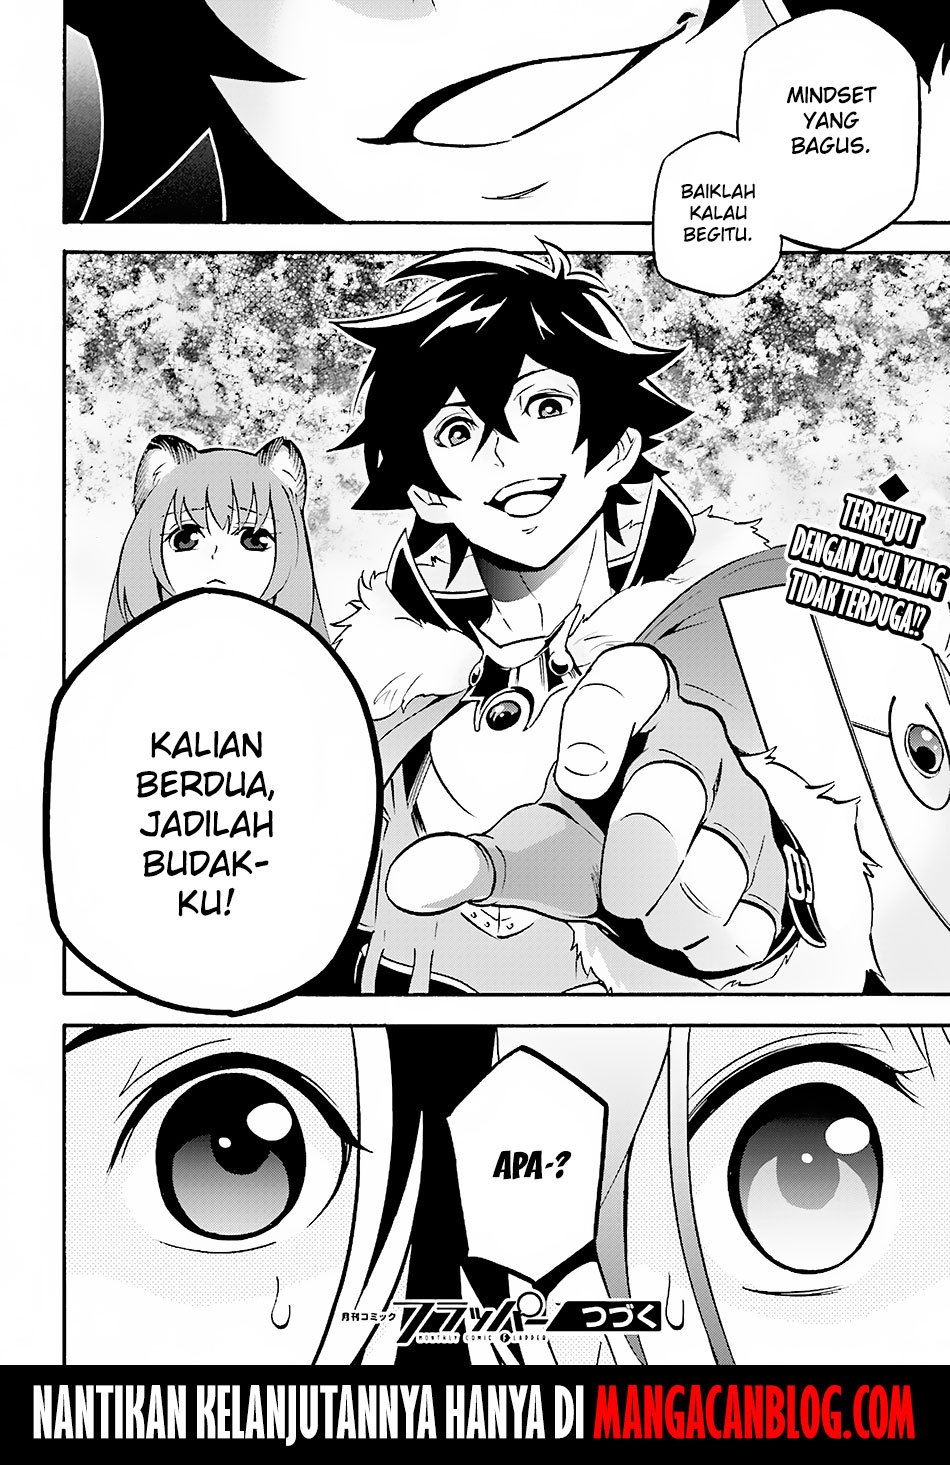 MINDSET
YANG
BAGUS.
BAIKLAH
KALAU
BEGITU.
TERKEJUT
DENGAN USUL YANG
TIDAK TERDUGA!!
KALIAN
BERDUA,
JADILAH
BUDAK-
KU!
APA-?
月刊コミック フラッパー つづく
MONTHLY COMIC FLAPPER
NANTIKAN KELANJUTANNYA HANYA DI MANGACANBLOG.COM